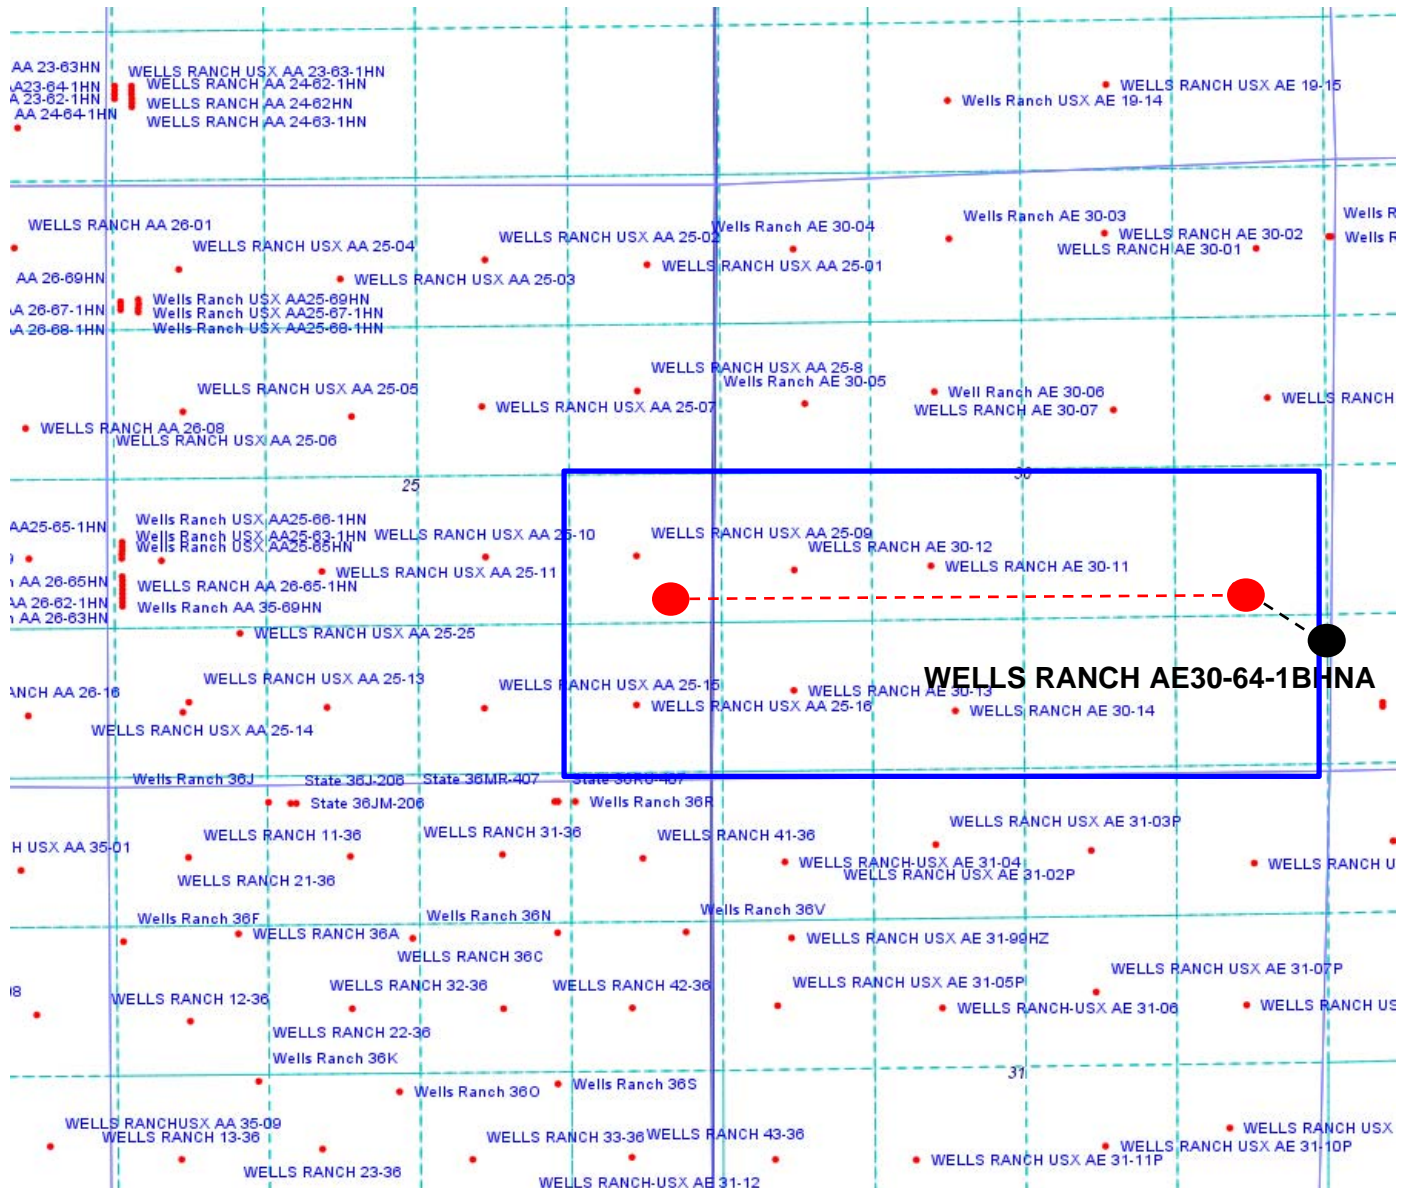 AA 23-63HN
WELLS RANCH USX AA 23-63-1HN
AA23-64-1HN
WELLS RANCH AA 24-62-1HN
A 23-62-1HN
WELLS RANCH AA 24-62HN
AA 24-64-1HN
WELLS RANCH AA 24-63-1HN
WELLS RANCH USX AE 19-15
Wells Ranch USX AE 19-14
WELLS RANCH AA 26-01
WELLS RANCH USX AA 25-04
WELLS RANCH USX AA 25-02
Wells Ranch AE 30-04
Wells Ranch AE 30-03
WELLS RANCH AE 30-02
WELLS RANCH AE 30-01
Wells R
Wells R
AA 26-69HN
WELLS RANCH USX AA 25-03
WELLS RANCH USX AA 25-01
Wells Ranch USX AA25-69HN
A 26-67-1HN
Wells Ranch USX AA25-67-1HN
AA 26-68-1HN
Wells Ranch USX AA25-68-1HN
WELLS RANCH USX AA 25-8
Wells Ranch AE 30-05
WELLS RANCH USX AA 25-05
WELLS RANCH USX AA 25-07
Well Ranch AE 30-06
WELLS RANCH AE 30-07
WELLS RANCH
WELLS RANCH AA 26-08
WELLS RANCH USX AA 25-06
25
30
AA25-65-1HN
Wells Ranch USX AA25-66-1HN
Wells Ranch USX AA25-63-1HN
Wells Ranch USX AA25-65HN
WELLS RANCH USX AA 25-10
WELLS RANCH USX AA 25-09
WELLS RANCH AE 30-12
WELLS RANCH USX AA 25-11
WELLS RANCH AE 30-11
AA 26-65HN
WELLS RANCH AA 26-65-1HN
AA 26-62-1HN
Wells Ranch AA 35-69HN
AA 26-63HN
WELLS RANCH USX AA 25-25
WELLS RANCH AE30-64-1BHNA
ANCH AA 26-16
WELLS RANCH USX AA 25-13
WELLS RANCH USX AA 25-15
WELLS RANCH AE 30-13
WELLS RANCH USX AA 25-16
WELLS RANCH AE 30-14
WELLS RANCH USX AA 25-14
Wells Ranch 36J
State 36J-206
State 36MR-407
State 36RU-407
State 36JM-206
Wells Ranch 36R
H USX AA 35-01
WELLS RANCH 11-36
WELLS RANCH 31-36
WELLS RANCH 41-36
WELLS RANCH USX AE 31-03P
WELLS RANCH-USX AE 31-04
WELLS RANCH USX AE 31-02P
WELLS RANCH U
WELLS RANCH 21-36
Wells Ranch 36F
Wells Ranch 36N
Wells Ranch 36V
WELLS RANCH 36A
WELLS RANCH USX AE 31-99HZ
WELLS RANCH 36C
WELLS RANCH USX AE 31-07P
WELLS RANCH 12-36
WELLS RANCH 32-36
WELLS RANCH 42-36
WELLS RANCH USX AE 31-05P
WELLS RANCH-USX AE 31-06
WELLS RANCH US
WELLS RANCH 22-36
Wells Ranch 36K
31
Wells Ranch 36O
Wells Ranch 36S
WELLS RANCHUSX AA 35-09
WELLS RANCH 13-36
WELLS RANCH 33-36
WELLS RANCH 43-36
WELLS RANCH USX
WELLS RANCH USX AE 31-10P
WELLS RANCH USX AE 31-11P
WELLS RANCH 23-36
WELLS RANCH-USX AE 31-12